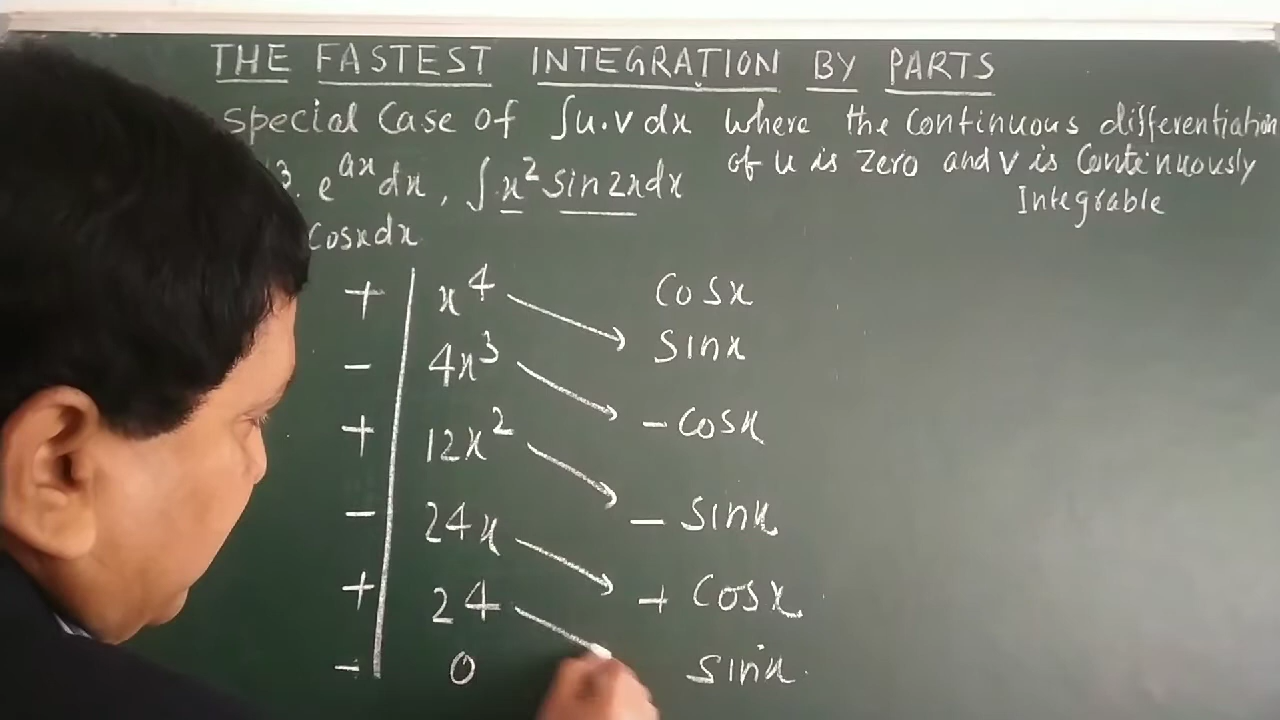 THE FASTEST INTEGRATION BY PARTS
Special Case of ∫u.v dx where the continuous differentiation
of u is zero and v is continuously
Integrable
3. e^ax dx, ∫x² sin2x dx
cosx dx
+ x⁴ cosx
sinx
- 4x³
- cosx
+ 12x²
- 24x - sinx
+ 24 + cosx
- 0 sinx